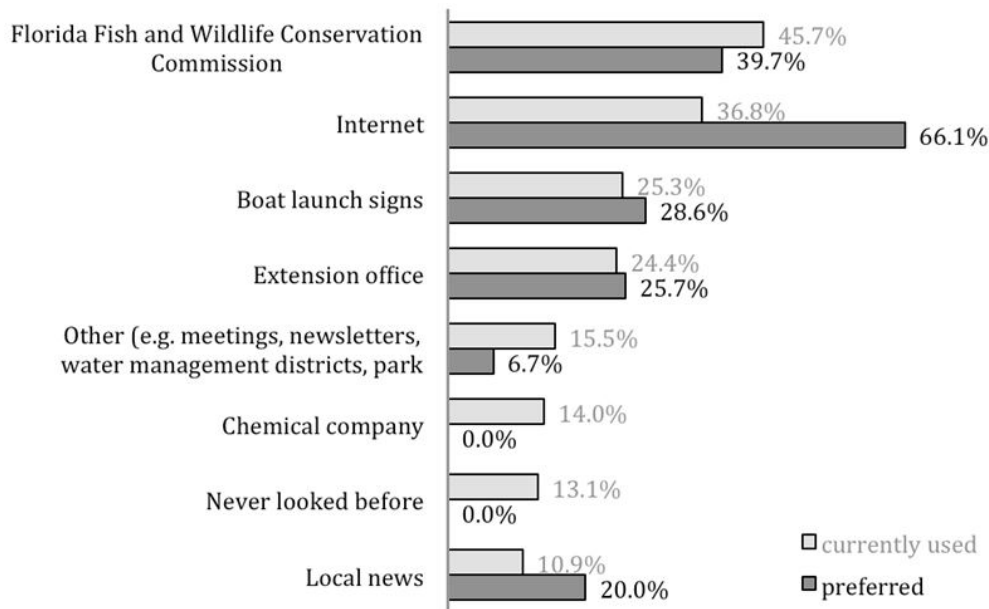 Florida Fish and Wildlife Conservation
Commission
45.7%
39.7%
Internet
36.8%
66.1%
Boat launch signs
25.3%
28.6%
Extension office
24.4%
25.7%
Other (e.g. meetings, newsletters,
water management districts, park
15.5%
6.7%
Chemical company
14.0%
0.0%
Never looked before
13.1%
0.0%
Local news
10.9%
20.0%
currently used
preferred